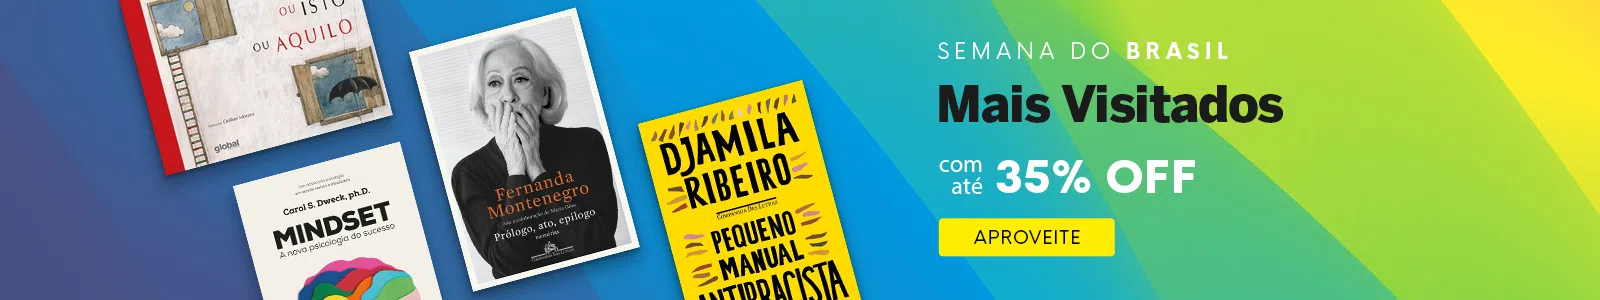 OU ISTO
OU AQUILO
global
Carol S. Dweck, ph.D.
MINDSET
A nova psicologia do sucesso
Fernanda
Montenegro
Prólogo, ato, epílogo
memórias
DJAMILA
RIBEIRO
COMPANHIA DAS LETRAS
PEQUENO
MANUAL
ANTIRRACISTA
SEMANA DO BRASIL
Mais Visitados
com
até 35% OFF
APROVEITE